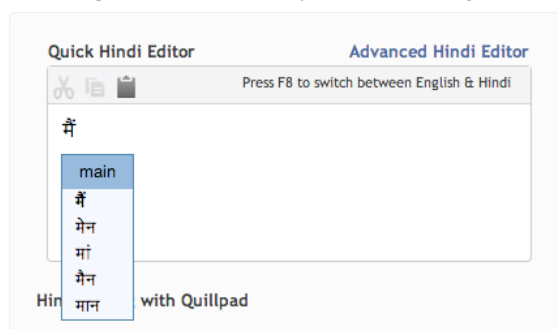 Quick Hindi Editor Advanced Hindi Editor
Press F8 to switch between English & Hindi
मैं
main
मैं
मेन
मां
मैन
मान
Hin with Quillpad